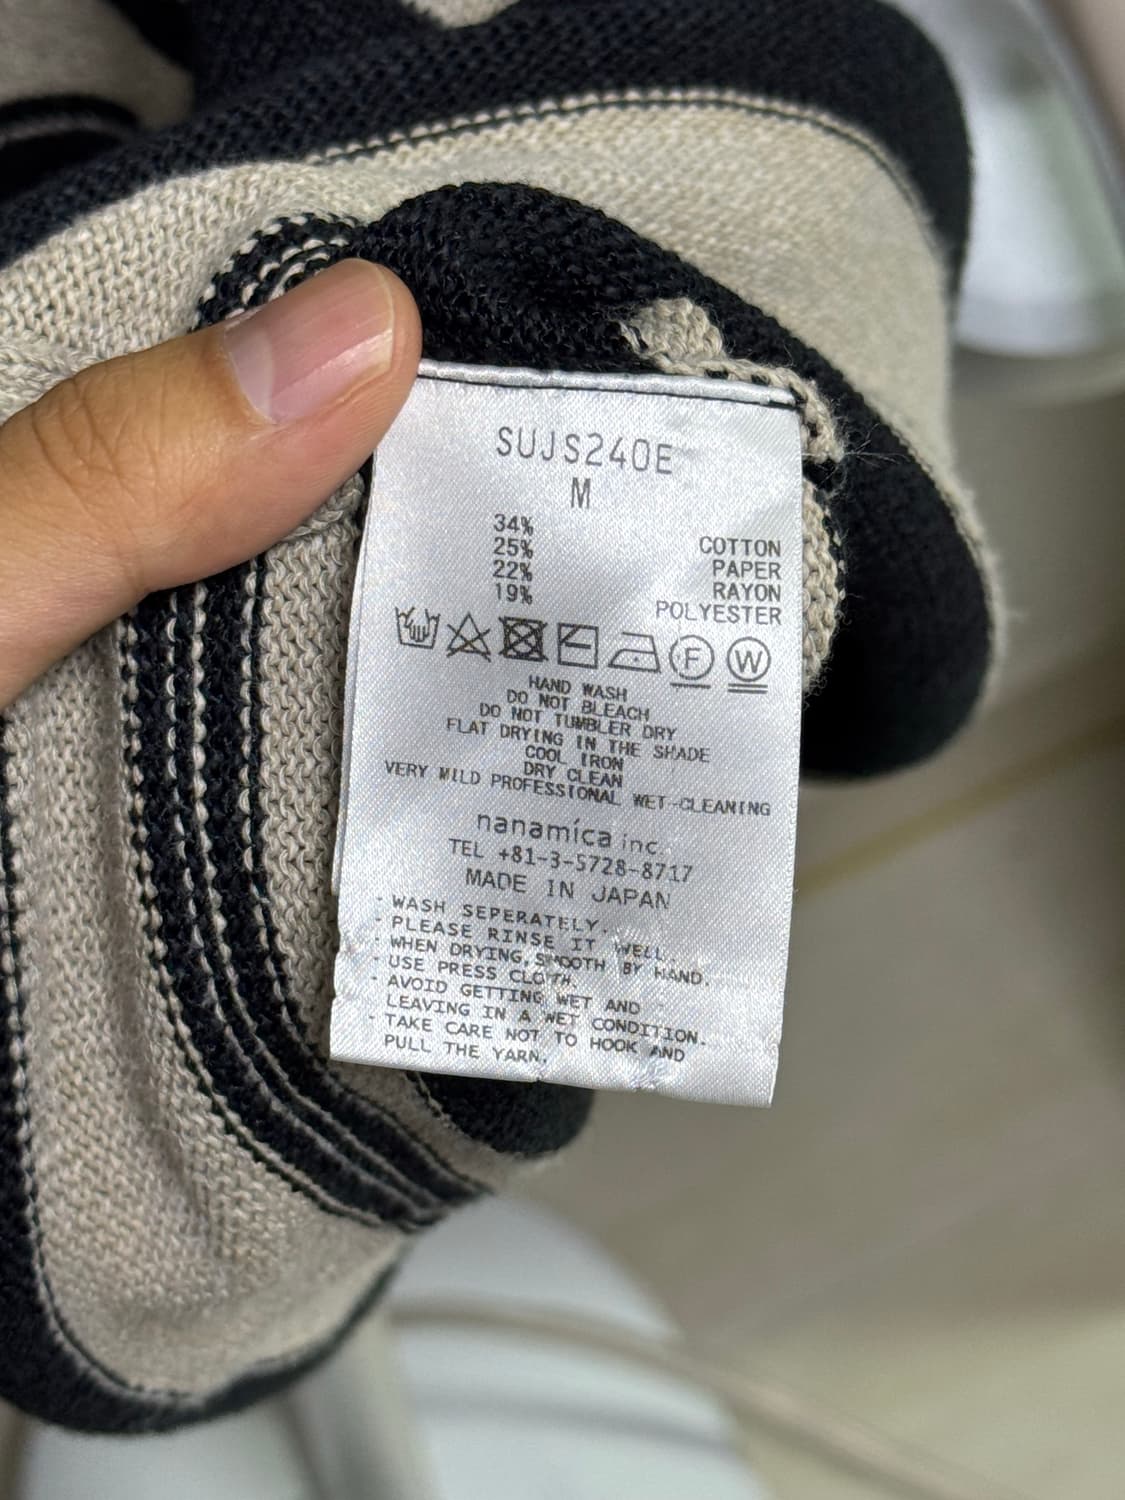 SUJS240E
M
34% COTTON
25% PAPER
22% RAYON
19% POLYESTER
F W
HAND WASH
DO NOT BLEACH
DO NOT TUMBLER DRY
FLAT DRYING IN THE SHADE
COOL IRON
DRY CLEAN
VERY MILD PROFESSIONAL WET-CLEANING
nanamica inc.
TEL +81-3-5728-8717
MADE IN JAPAN
- WASH SEPERATELY.
- PLEASE RINSE IT WELL.
- WHEN DRYING,SMOOTH BY HAND.
- USE PRESS CLOTH.
- AVOID GETTING WET AND
LEAVING IN A WET CONDITION.
- TAKE CARE NOT TO HOOK AND
PULL THE YARN.